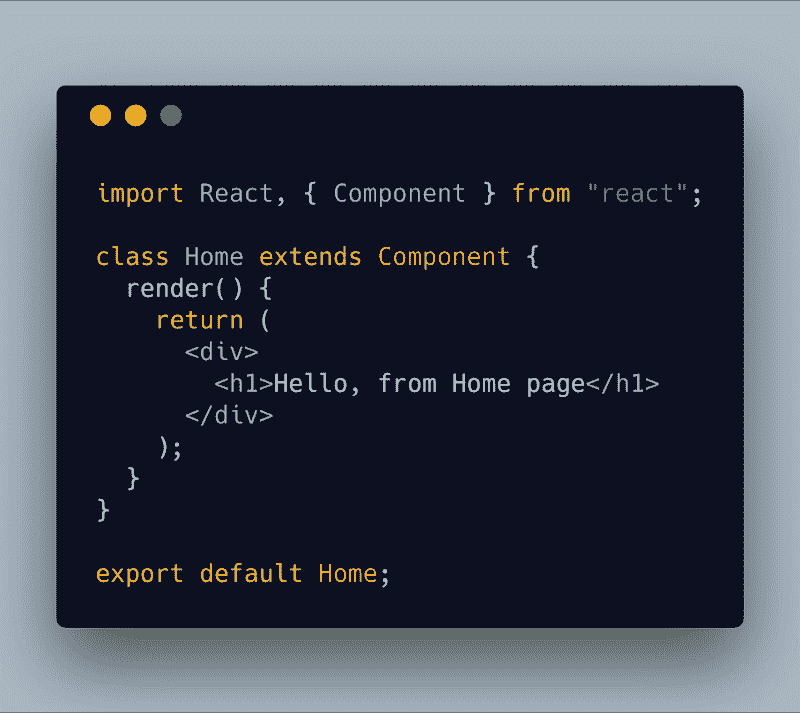 import React, { Component } from "react";
class Home extends Component {
  render() {
    return (
      <div>
        <h1>Hello, from Home page</h1>
      </div>
    );
  }
}
export default Home;